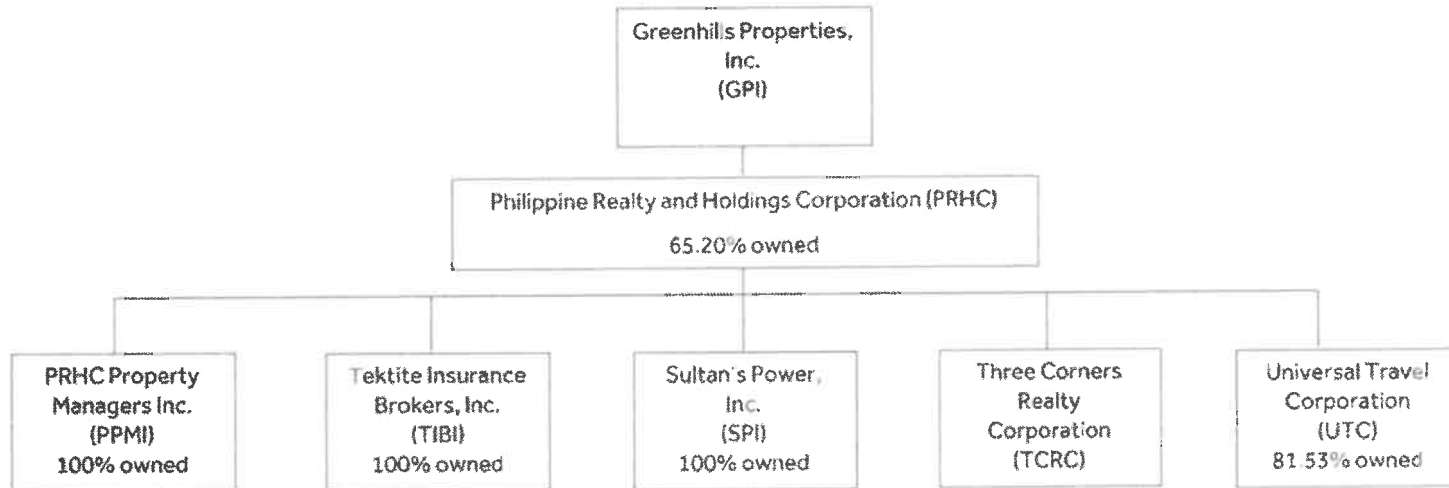 Greenhills Properties,
Inc.
(GPI)
Philippine Realty and Holdings Corporation (PRHC)
65.20% owned
PRHC Property
Managers Inc.
(PPMI)
100% owned
Tektite Insurance
Brokers, Inc.
(TIBI)
100% owned
Sultan's Power,
Inc.
(SPI)
100% owned
Three Corners
Realty
Corporation
(TCRC)
Universal Travel
Corporation
(UTC)
81.53% owned